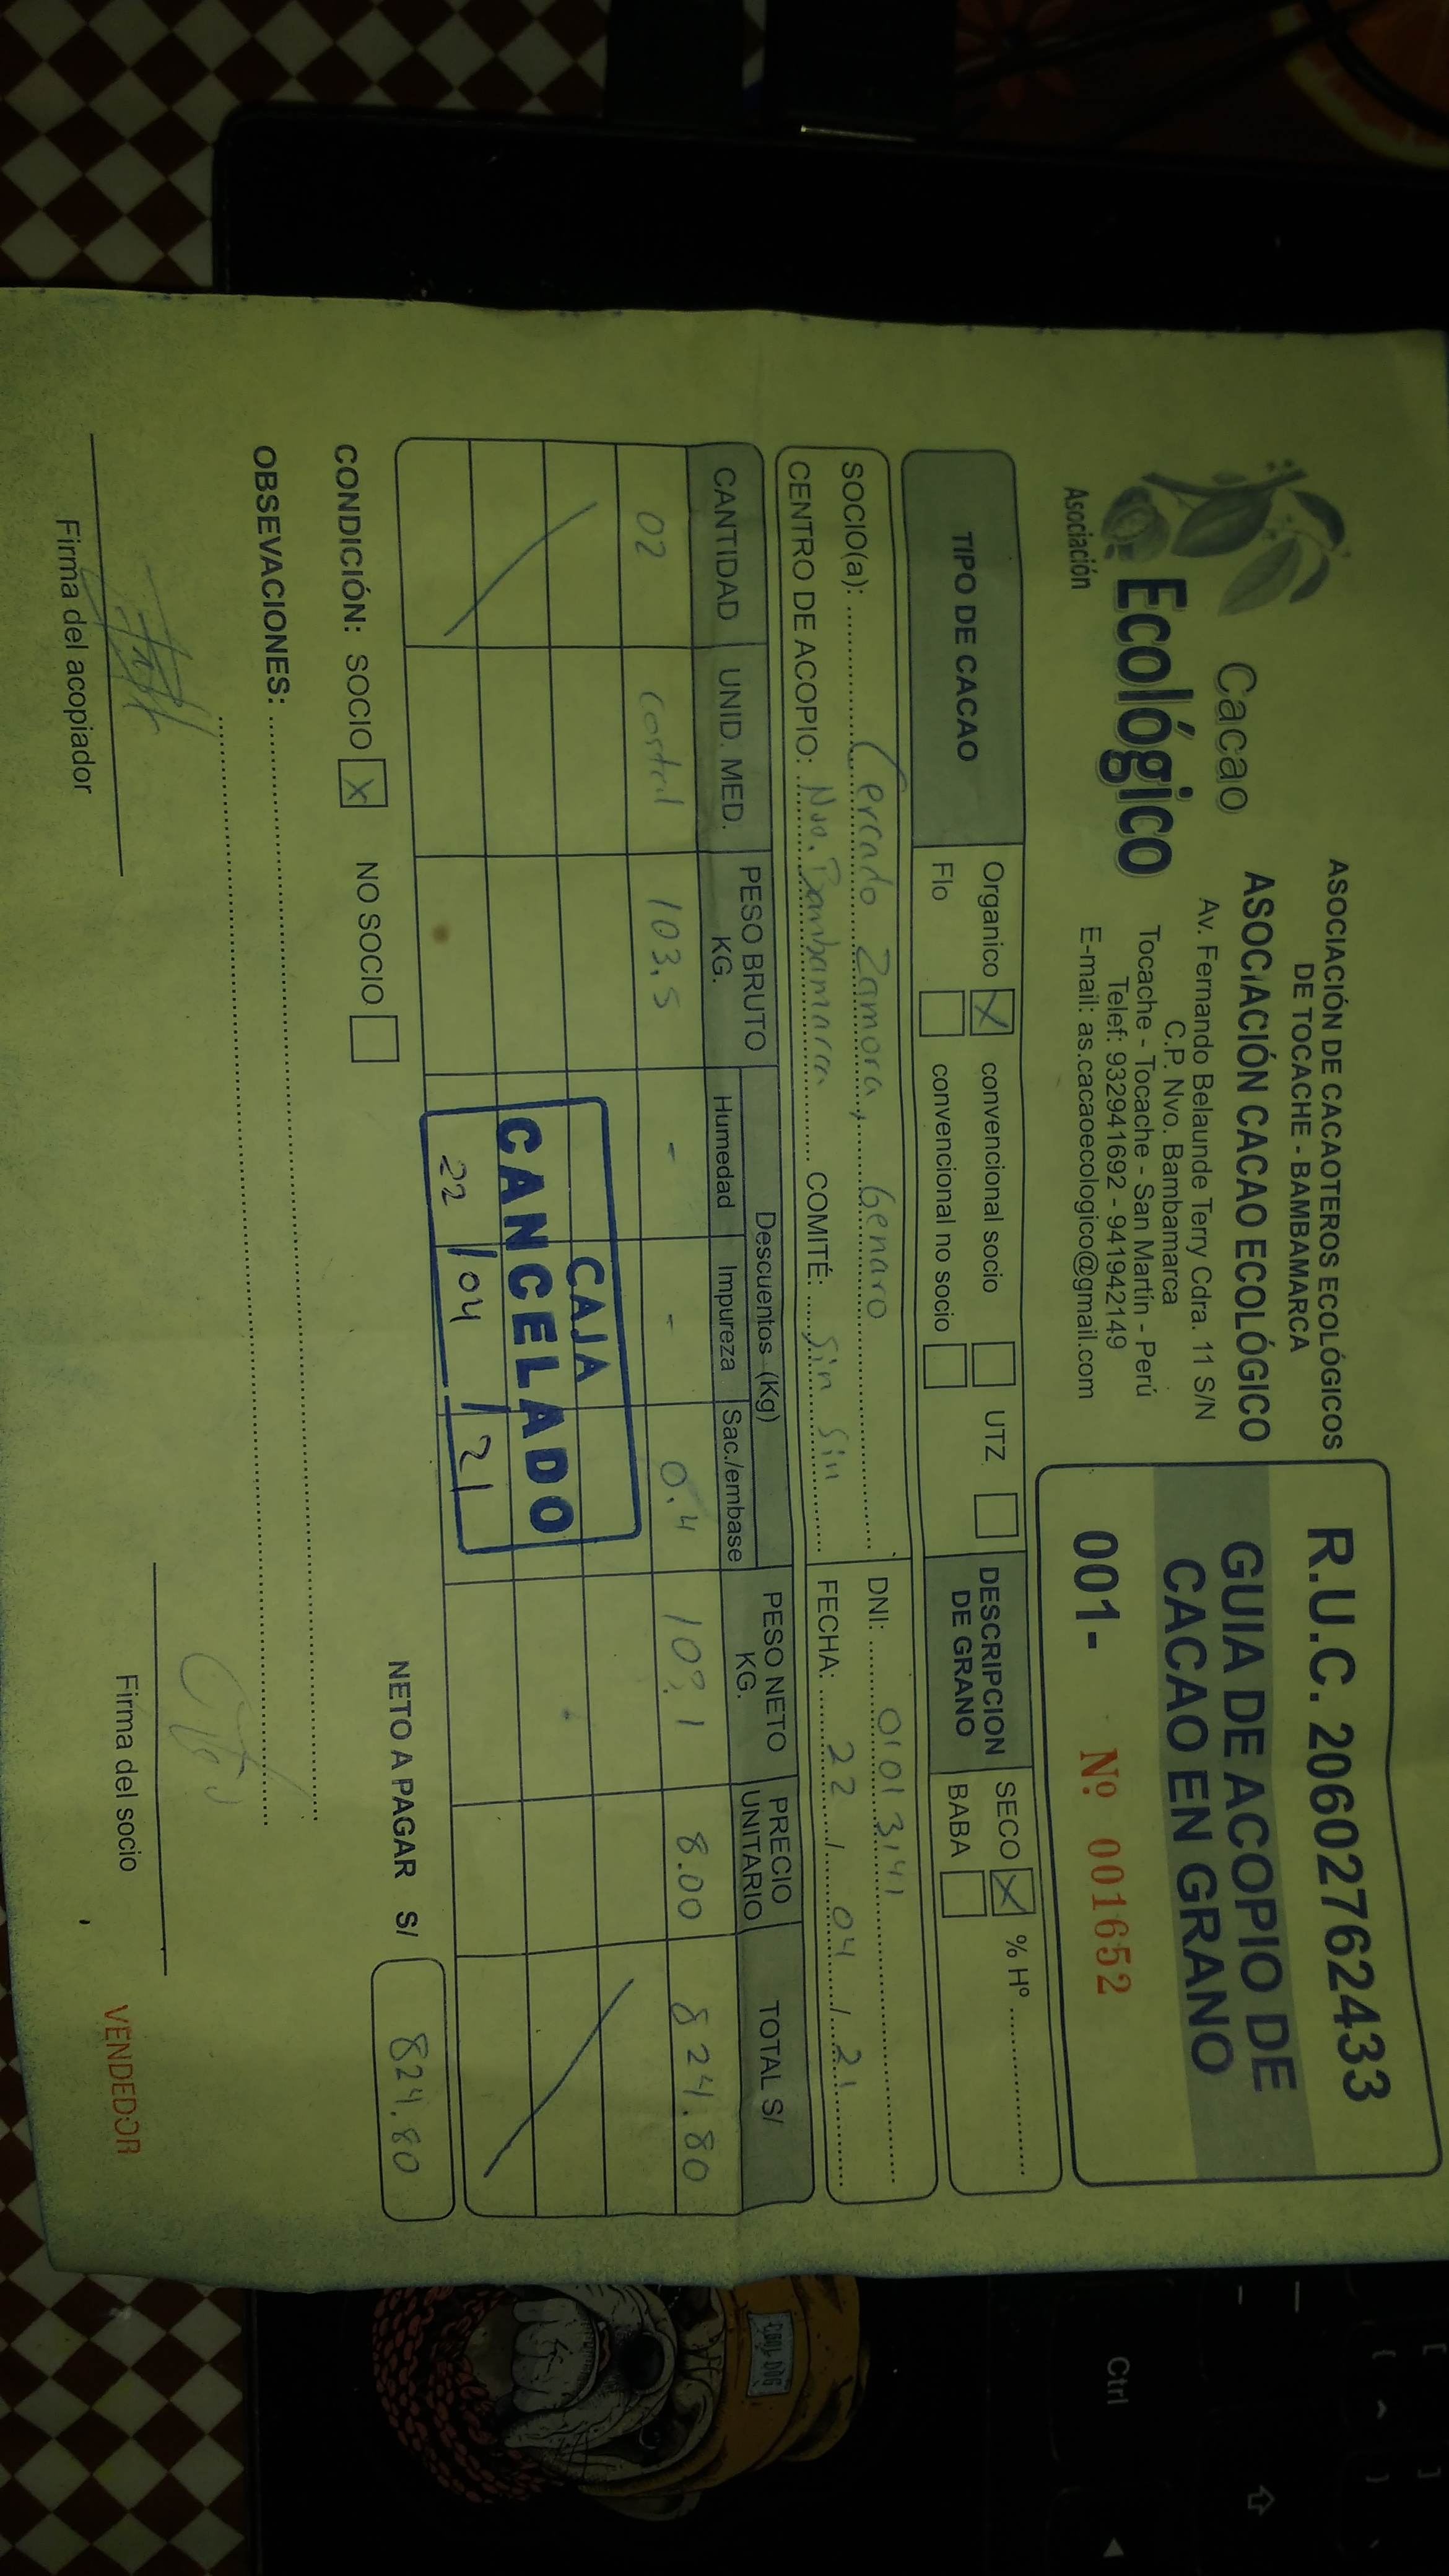 ASOCIACIÓN DE CACAOTEROS ECOLÓGICOS
DE TOCACHE - BAMBAMARCA
ASOCIACIÓN CACAO ECOLÓGICO
Av. Fernando Belaunde Terry Cdra. 11 S/N
C.P. Nvo. Bambamarca
Tocache - Tocache - San Martín - Perú
Telef: 932941692 - 941942149
E-mail: as.cacaoecologico@gmail.com
Cacao
Ecológico
Asociación
R.U.C. 20602762433
GUIA DE ACOPIO DE
CACAO EN GRANO
001- Nº 001652
TIPO DE CACAO
Organico X convencional socio UTZ
Flo convencional no socio
DESCRIPCION
DE GRANO
SECO X % Hº
BABA
SOCIO(a): Cercado Zamora, Genaro
DNI: 01013141
CENTRO DE ACOPIO: Nvo. Bambamarca COMITÉ: Sin Sin
FECHA: 22 / 04 / 21
CANTIDAD UNID. MED. PESO BRUTO KG. Descuentos (Kg) Humedad Impureza Sac./embase PESO NETO KG. PRECIO UNITARIO TOTAL S/
02 costal 103.5 - - 0.4 8.00 824.80
CAJA
CANCELADO
22 / 04 / 21
NETO A PAGAR S/ 824.80
CONDICIÓN: SOCIO X NO SOCIO
OBSEVACIONES:
Firma del acopiador
Firma del socio
VENDEDOR
Ctrl
COOL DOG